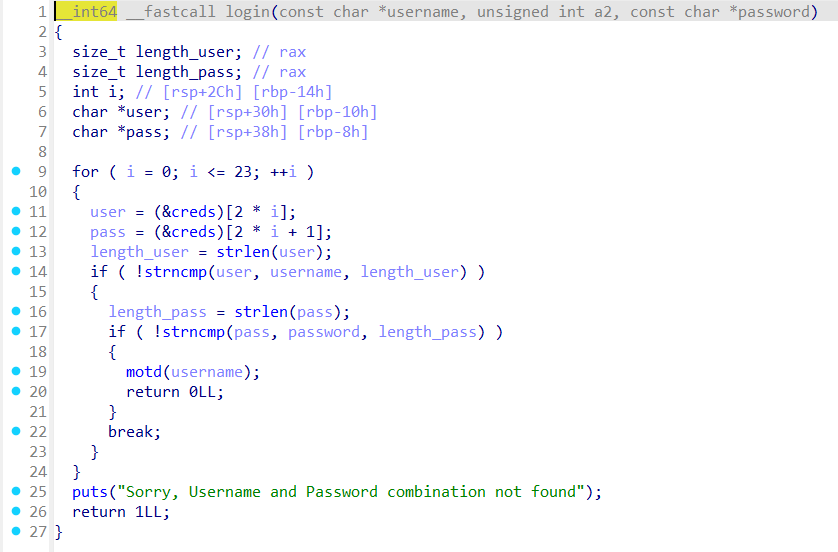 1 __int64 __fastcall login(const char *username, unsigned int a2, const char *password)
2 {
3   size_t length_user; // rax
4   size_t length_pass; // rax
5   int i; // [rsp+2Ch] [rbp-14h]
6   char *user; // [rsp+30h] [rbp-10h]
7   char *pass; // [rsp+38h] [rbp-8h]
8
9   for ( i = 0; i <= 23; ++i )
10   {
11     user = (&creds)[2 * i];
12     pass = (&creds)[2 * i + 1];
13     length_user = strlen(user);
14     if ( !strncmp(user, username, length_user) )
15     {
16       length_pass = strlen(pass);
17       if ( !strncmp(pass, password, length_pass) )
18       {
19         motd(username);
20         return 0LL;
21       }
22       break;
23     }
24   }
25   puts("Sorry, Username and Password combination not found");
26   return 1LL;
27 }